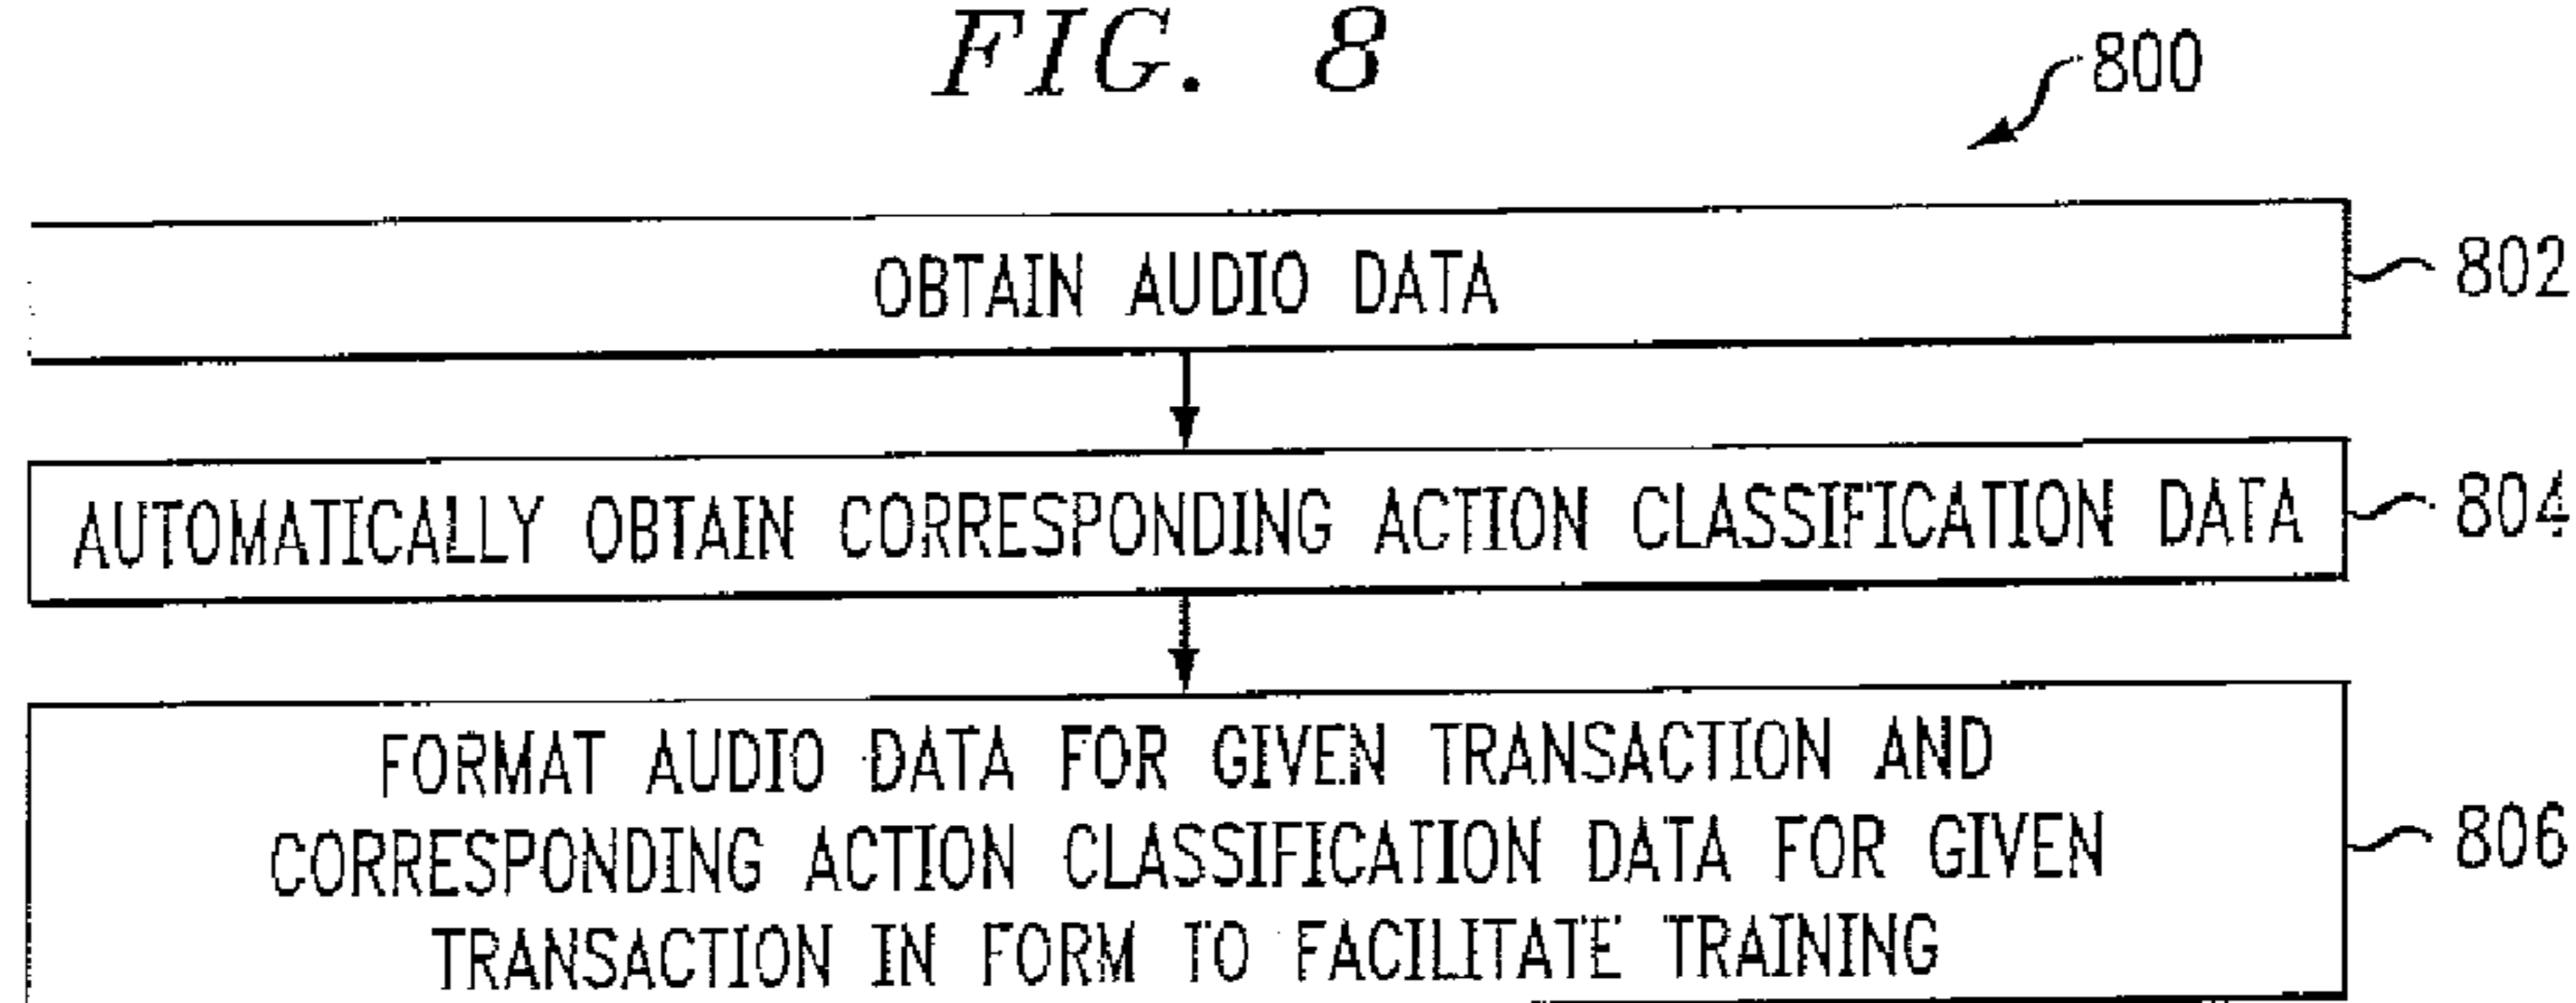 FIG. 8
800
OBTAIN AUDIO DATA
802
AUTOMATICALLY OBTAIN CORRESPONDING ACTION CLASSIFICATION DATA
804
FORMAT AUDIO DATA FOR GIVEN TRANSACTION AND
CORRESPONDING ACTION CLASSIFICATION DATA FOR GIVEN
TRANSACTION IN FORM TO FACILITATE TRAINING
806